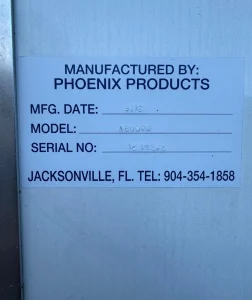 MANUFACTURED BY:
PHOENIX PRODUCTS
MFG. DATE:
MODEL:
SERIAL NO:
JACKSONVILLE, FL. TEL: 904-354-1858